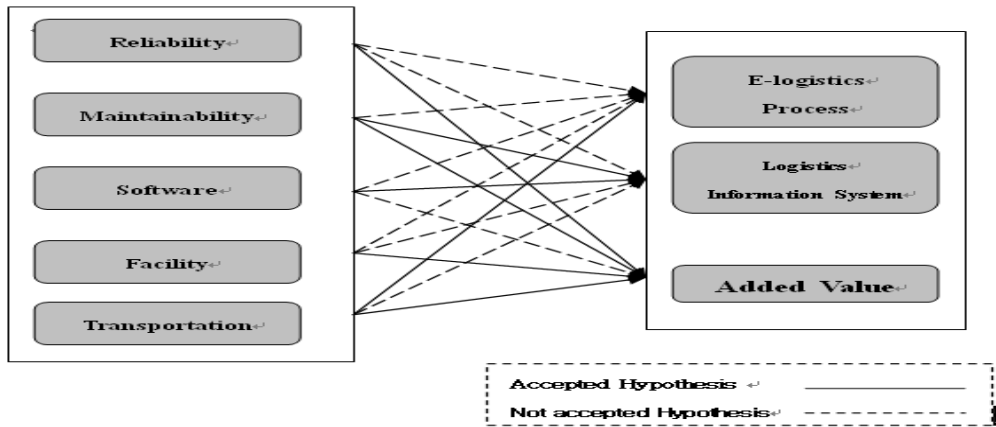 Reliability
Maintainability
Software
Facility
Transportation
E-logistics
Process
Logistics
Information System
Added Value
Accepted Hypothesis
Not accepted Hypothesis